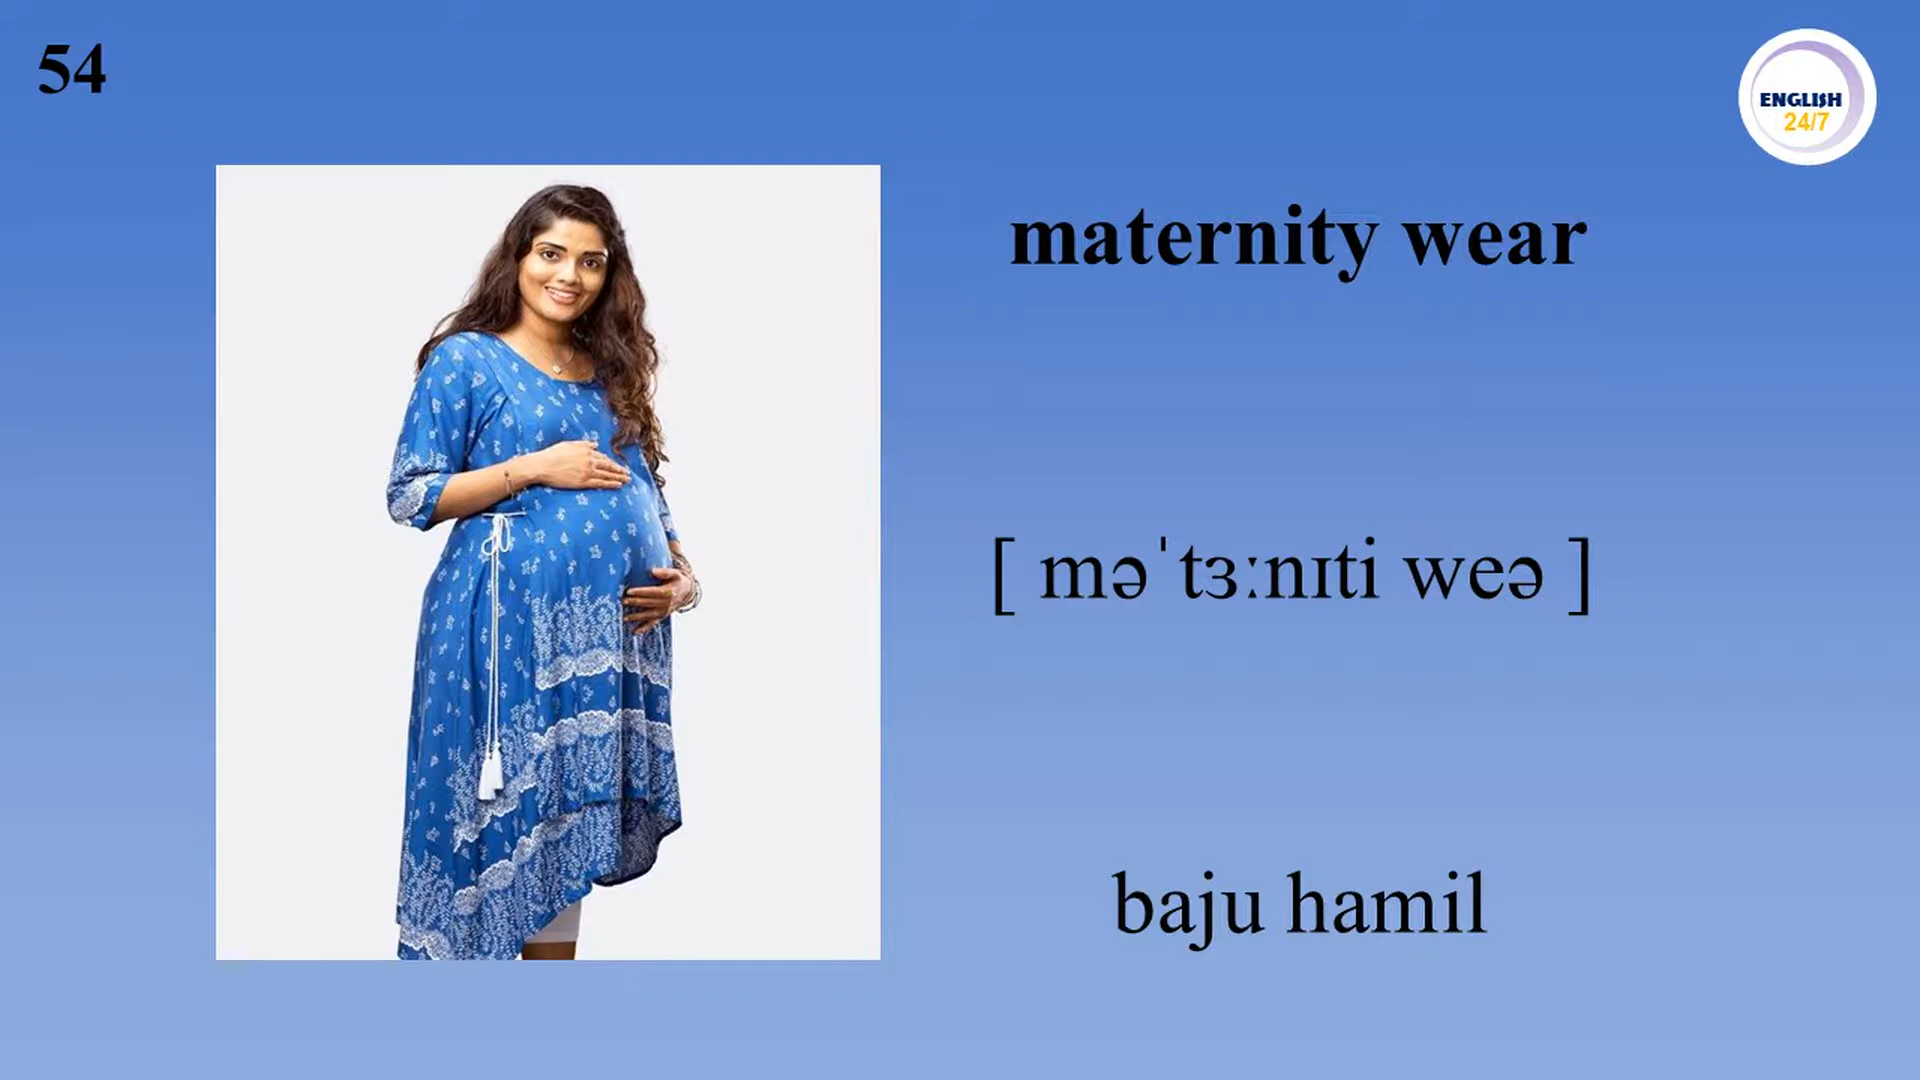 54
ENGLISH
24/7
maternity wear
[ məˈtɜːnɪti weə ]
baju hamil